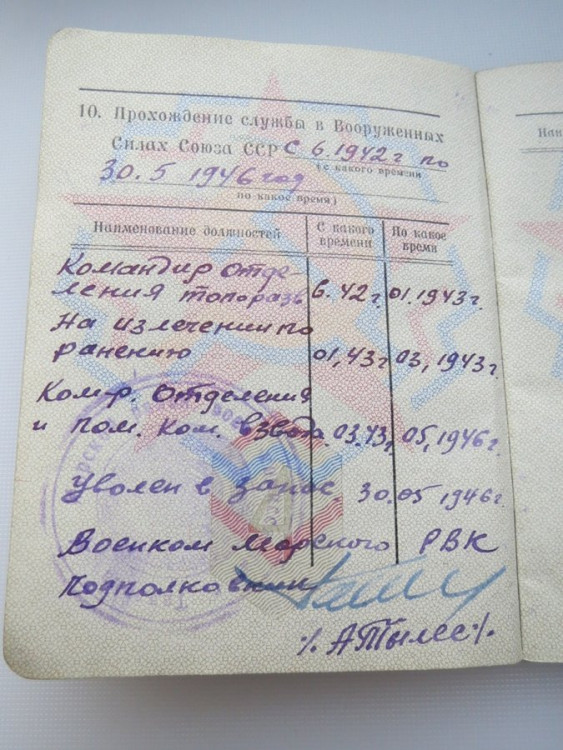 10. Прохождение службы в Вооруженных
Силах Союза ССР С 6.1942 г по
(с какого времени
30.5 1946 год
по какое время)
Наименование должностей С какого времени По какое время
Командир отде-
ления топоразв 6.42 г. 01.1943 г.
На излечении по
ранению 01,43 г 03, 1943 г.
Ком-р. отделения
и пом. ком. взвода 03.43, 05, 1946 г.
Уволен в запас. 30.05 1946 г.
Военком РВК
Подполковник
Наи